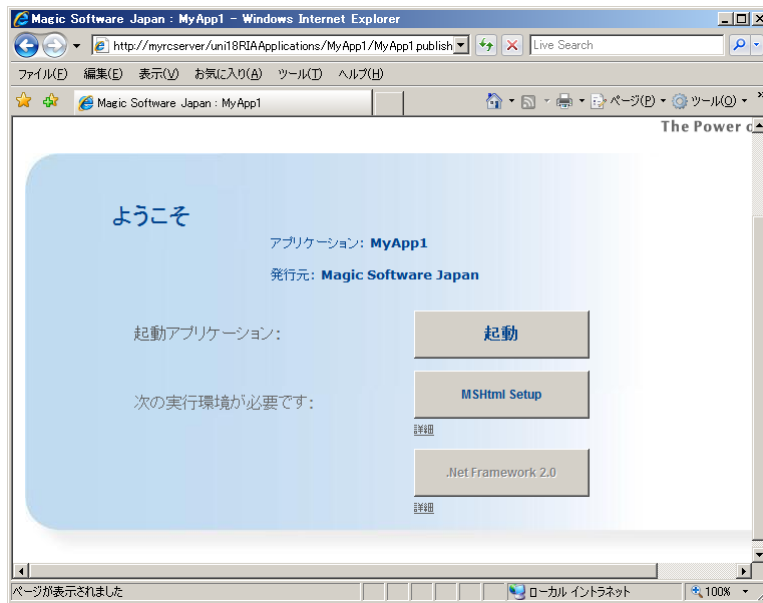 Magic Software Japan : MyApp1 - Windows Internet Explorer
http://myrcserver/uni18RIAApplications/MyApp1/MyApp1.publish
Live Search
ファイル(F) 編集(E) 表示(V) お気に入り(A) ツール(T) ヘルプ(H)
Magic Software Japan : MyApp1
ページ(P) ツール(O)
The Power o
ようこそ
アプリケーション: MyApp1
発行元: Magic Software Japan
起動アプリケーション:
起動
次の実行環境が必要です:
MSHtml Setup
詳細
.Net Framework 2.0
詳細
ページが表示されました
ローカル イントラネット
100%